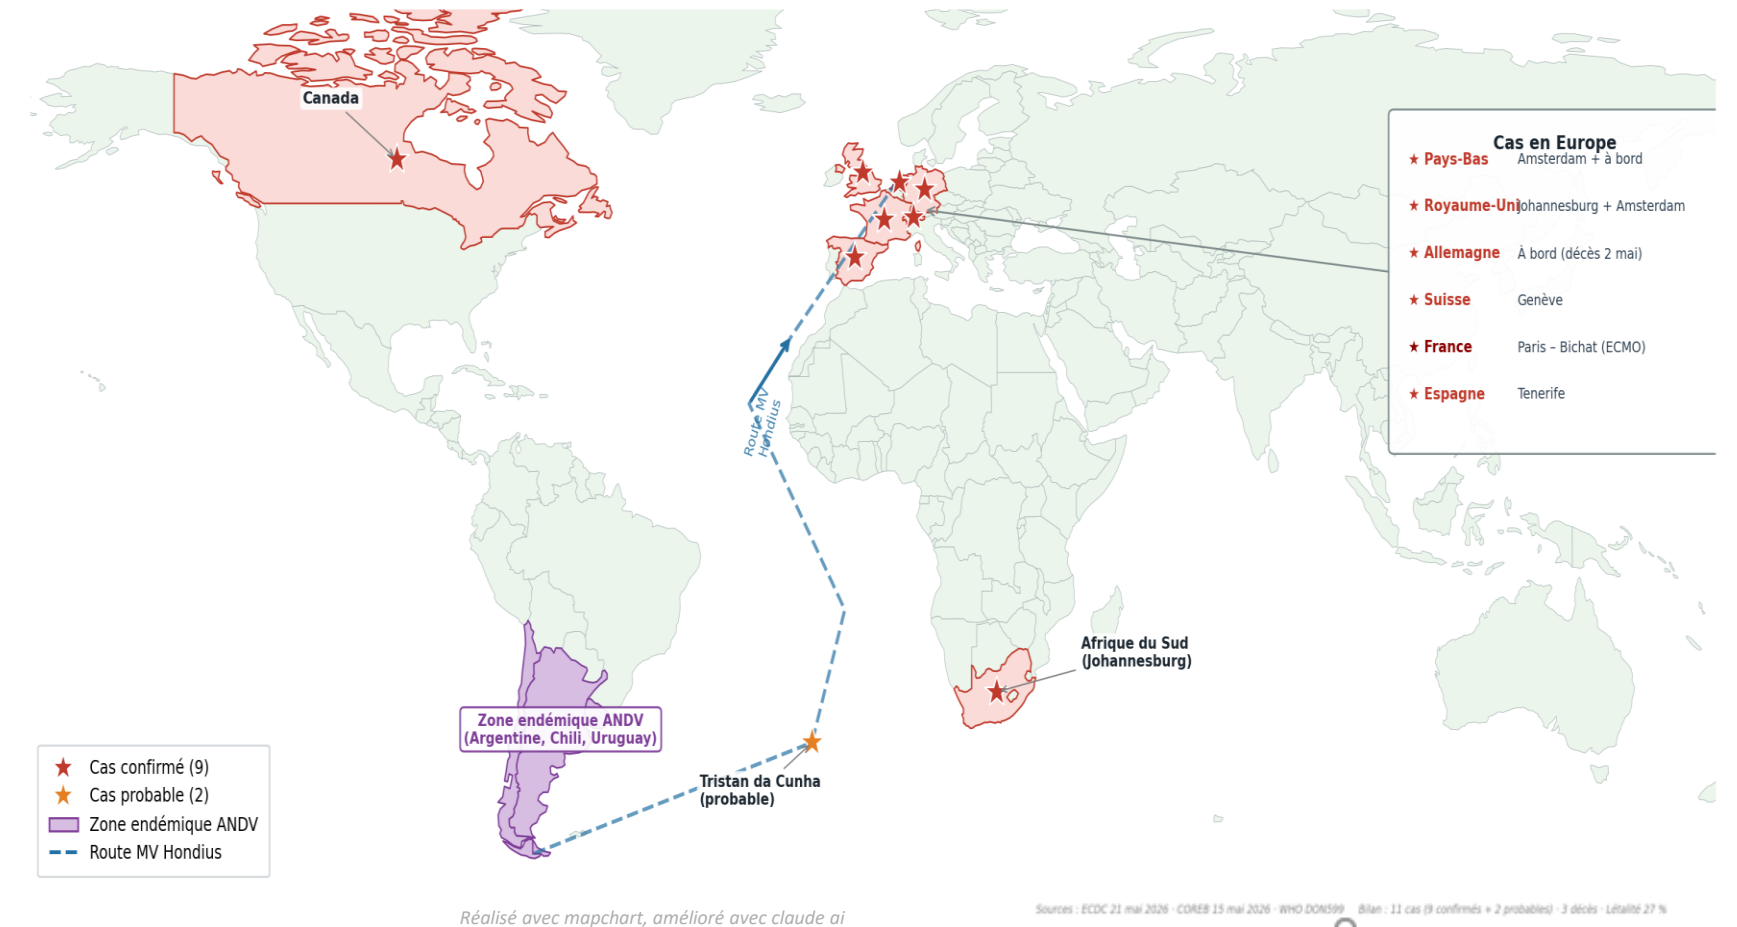 Canada
Cas en Europe
★ Pays-Bas Amsterdam + à bord
★ Royaume-Uni Johannesburg + Amsterdam
★ Allemagne À bord (décès 2 mai)
★ Suisse Genève
★ France Paris – Bichat (ECMO)
★ Espagne Tenerife
Route MV
Hondius
Afrique du Sud
(Johannesburg)
Zone endémique ANDV
(Argentine, Chili, Uruguay)
Tristan da Cunha
(probable)
Cas confirmé (9)
Cas probable (2)
Zone endémique ANDV
Route MV Hondius
Réalisé avec mapchart, amélioré avec claude ai
Sources : ECDC 21 mai 2026 · COREB 15 mai 2026 · WHO DON599 Bilan : 11 cas (9 confirmés + 2 probables) · 3 décès · Létalité 27 %